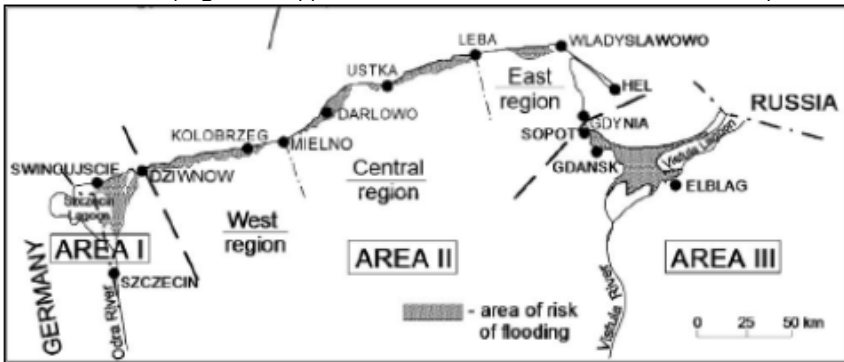 LEBA
WLADYSLAWOWO
USTKA
East
region
HEL
RUSSIA
DARLOWO
GDYNIA
KOLOBRZEG
SOPOT
MIELNO
Vistula Lagoon
SWINOUJSCIE
DZIWNOW
Central
region
GDANSK
ELBLAG
Szczecin
Lagoon
West
region
AREA I
AREA II
AREA III
GERMANY
SZCZECIN
Odra River
Vistula River
- area of risk
of flooding
0 25 50 km